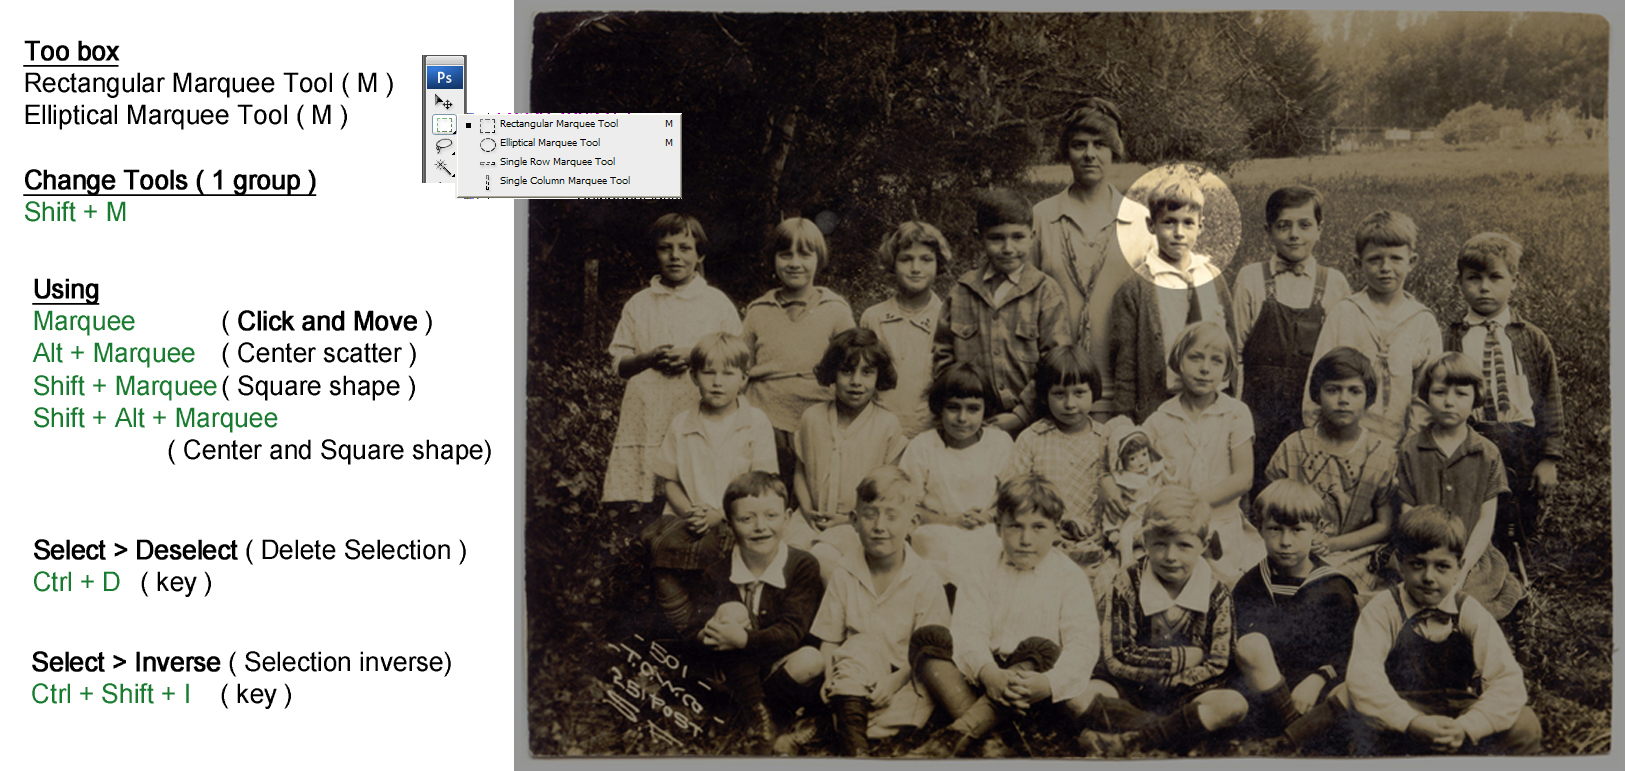 Too box
Rectangular Marquee Tool ( M )
Elliptical Marquee Tool ( M )
Change Tools ( 1 group )
Shift + M
Using
Marquee ( Click and Move )
Alt + Marquee ( Center scatter )
Shift + Marquee ( Square shape )
Shift + Alt + Marquee
( Center and Square shape)
Select > Deselect ( Delete Selection )
Ctrl + D ( key )
Select > Inverse ( Selection inverse)
Ctrl + Shift + I ( key )
Ps
Rectangular Marquee Tool M
Elliptical Marquee Tool M
Single Row Marquee Tool
Single Column Marquee Tool
- 501 -